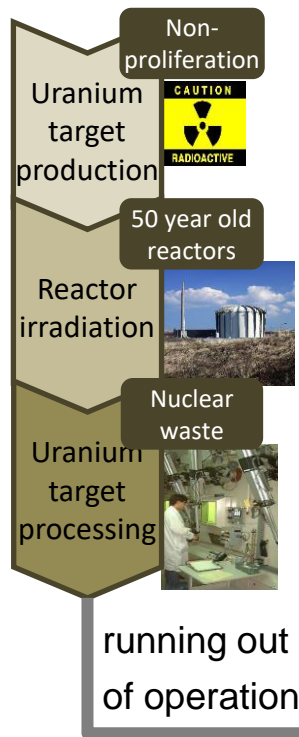 Non-
proliferation
Uranium
target
production
CAUTION
RADIOACTIVE
50 year old
reactors
Reactor
irradiation
Nuclear
waste
Uranium
target
processing
running out
of operation